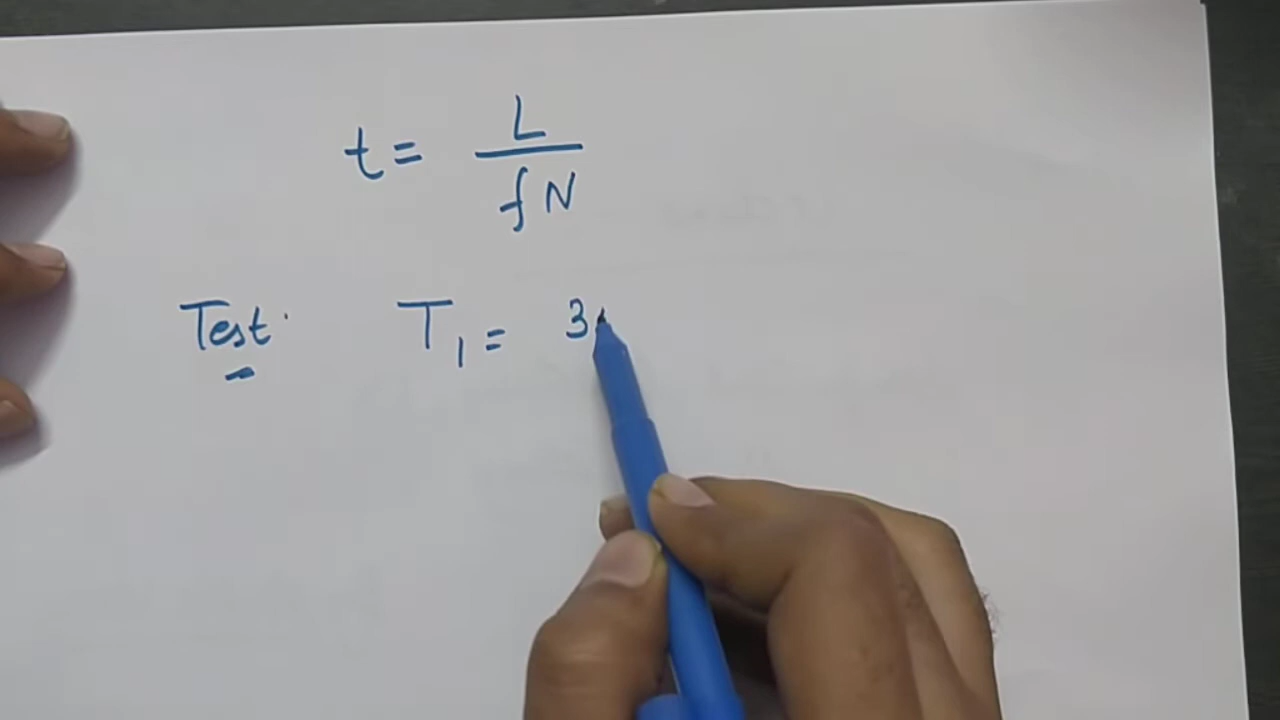 t = L / fN
Test. T₁ = 3